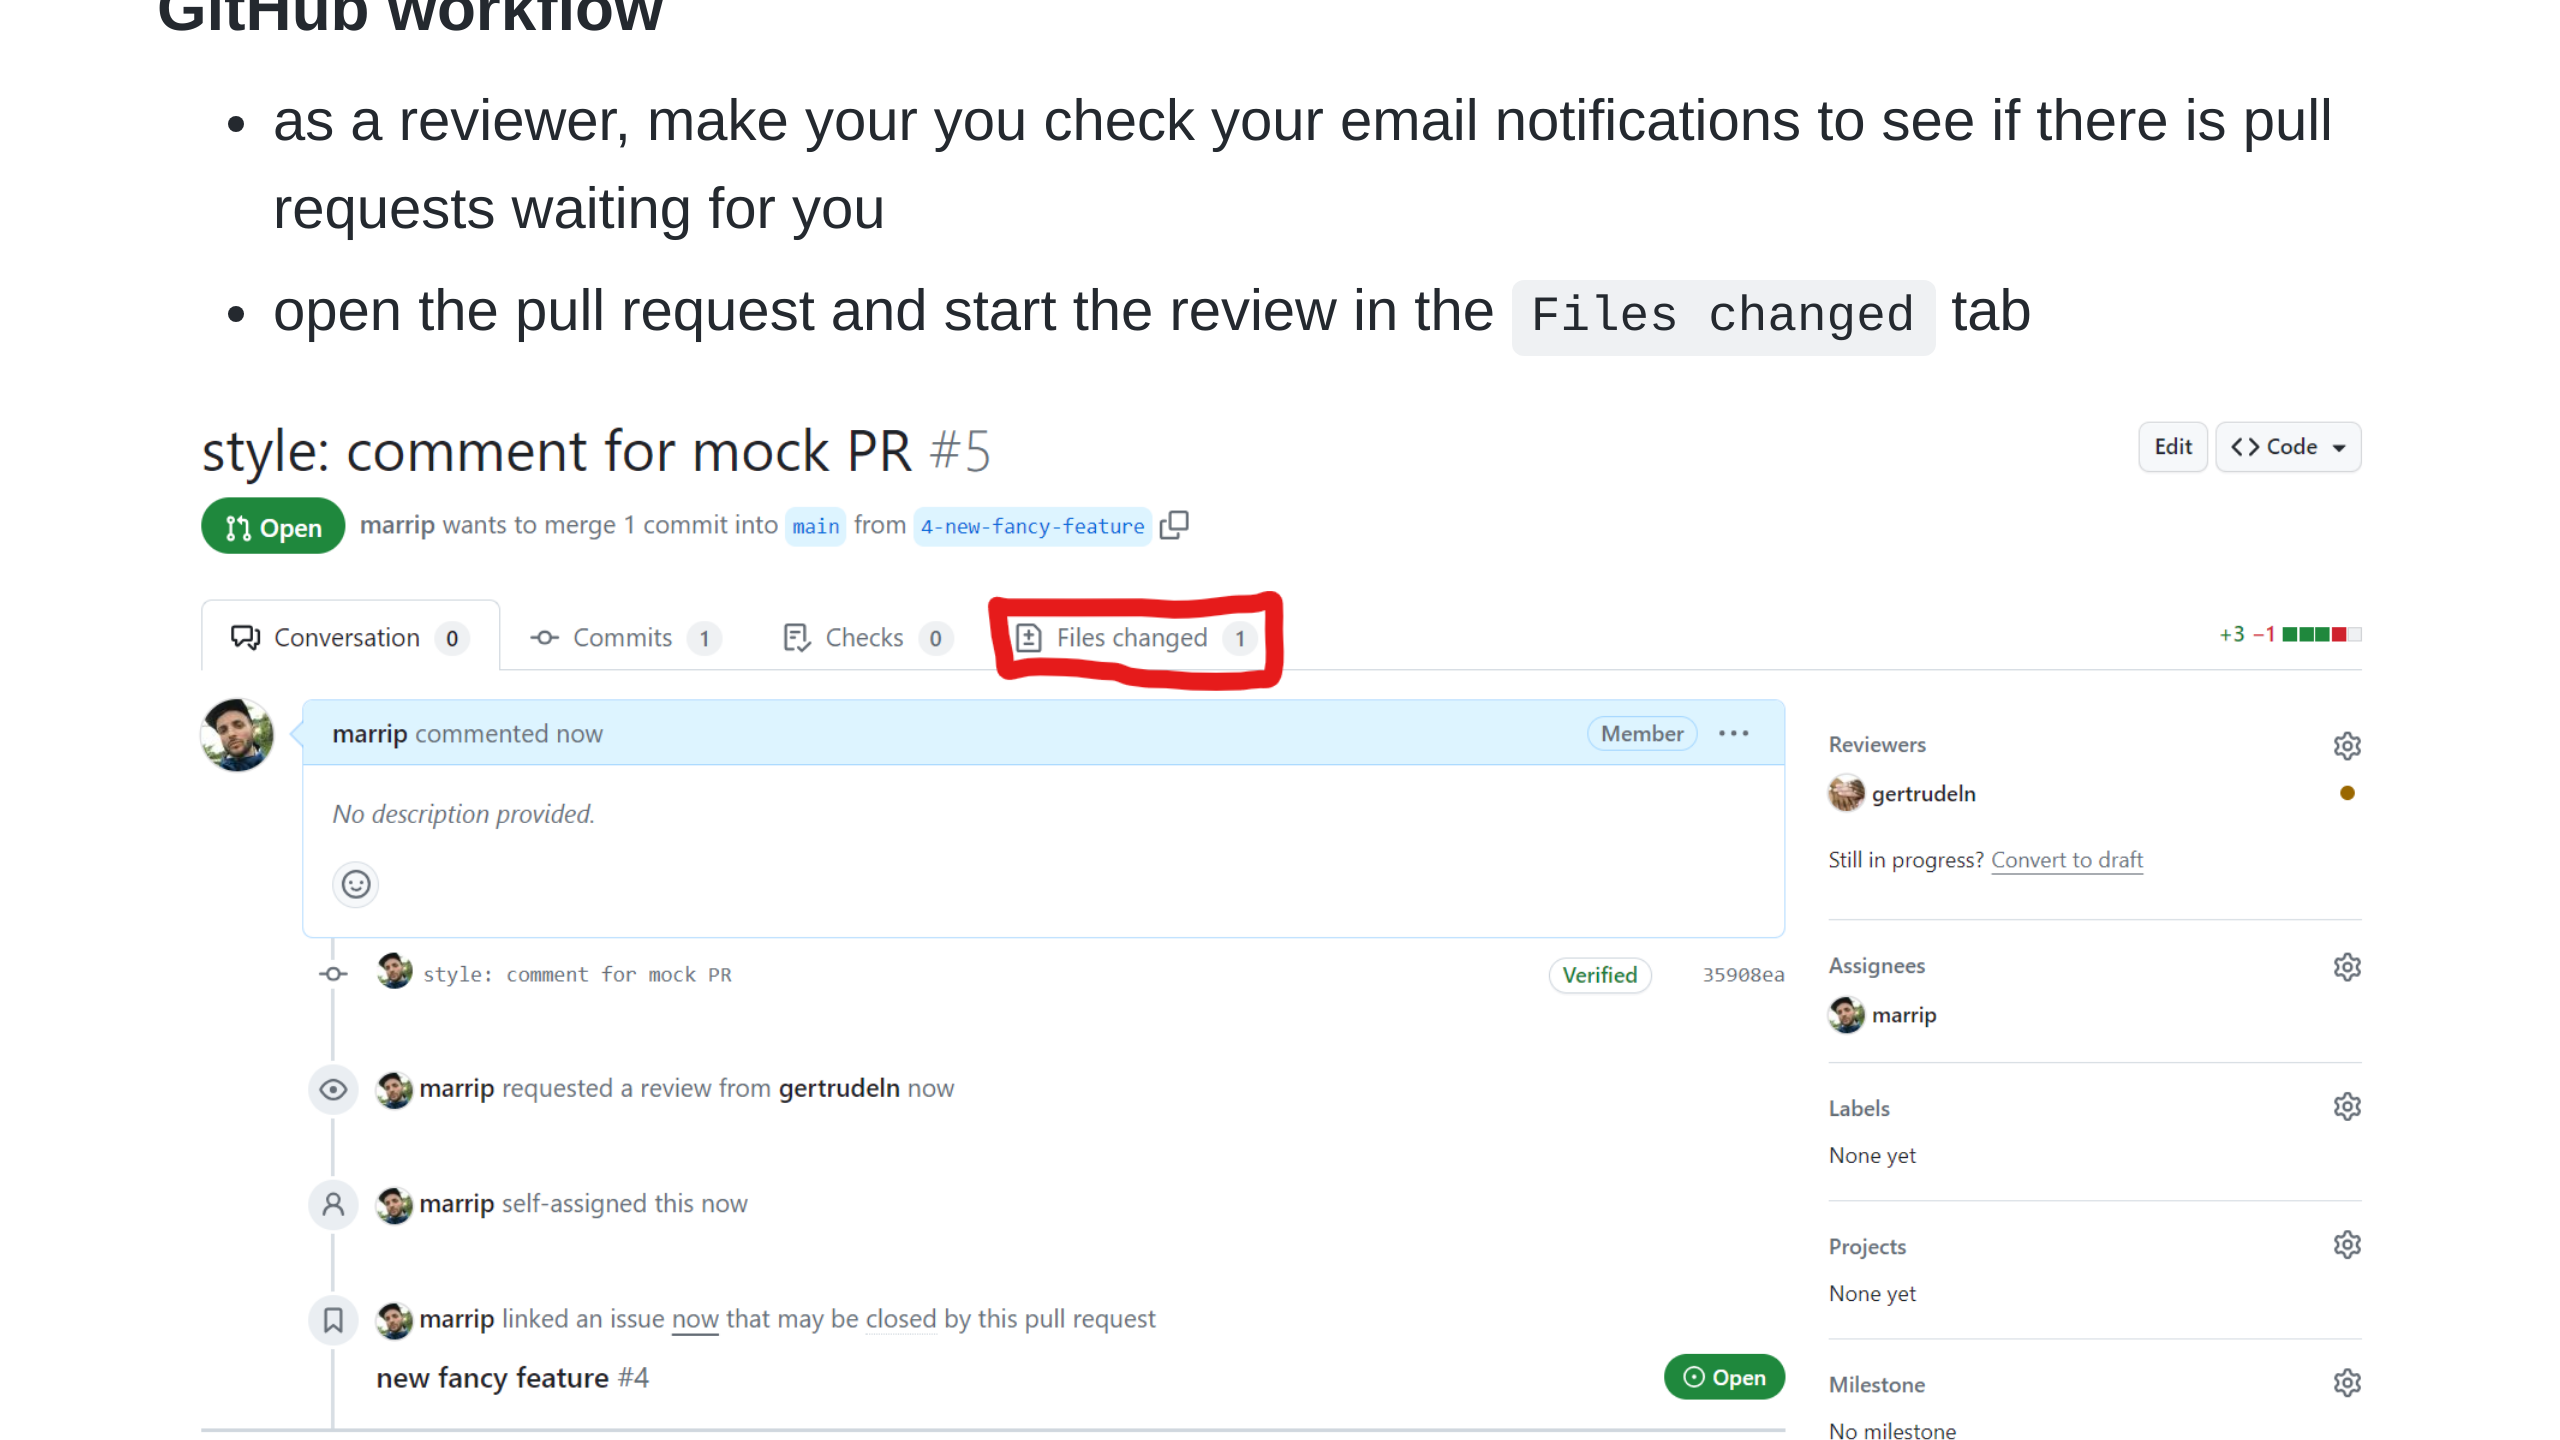 GitHub workflow
• as a reviewer, make your you check your email notifications to see if there is pull
requests waiting for you
• open the pull request and start the review in the Files changed tab
style: comment for mock PR #5
Edit
Code
Open
marrip wants to merge 1 commit into main from 4-new-fancy-feature
Conversation 0
Commits 1
Checks 0
Files changed 1
+3 −1
marrip commented now
Member
No description provided.
style: comment for mock PR
Verified
35908ea
marrip requested a review from gertrudeln now
marrip self-assigned this now
marrip linked an issue now that may be closed by this pull request
new fancy feature #4
Open
Reviewers
gertrudeln
Still in progress? Convert to draft
Assignees
marrip
Labels
None yet
Projects
None yet
Milestone
No milestone